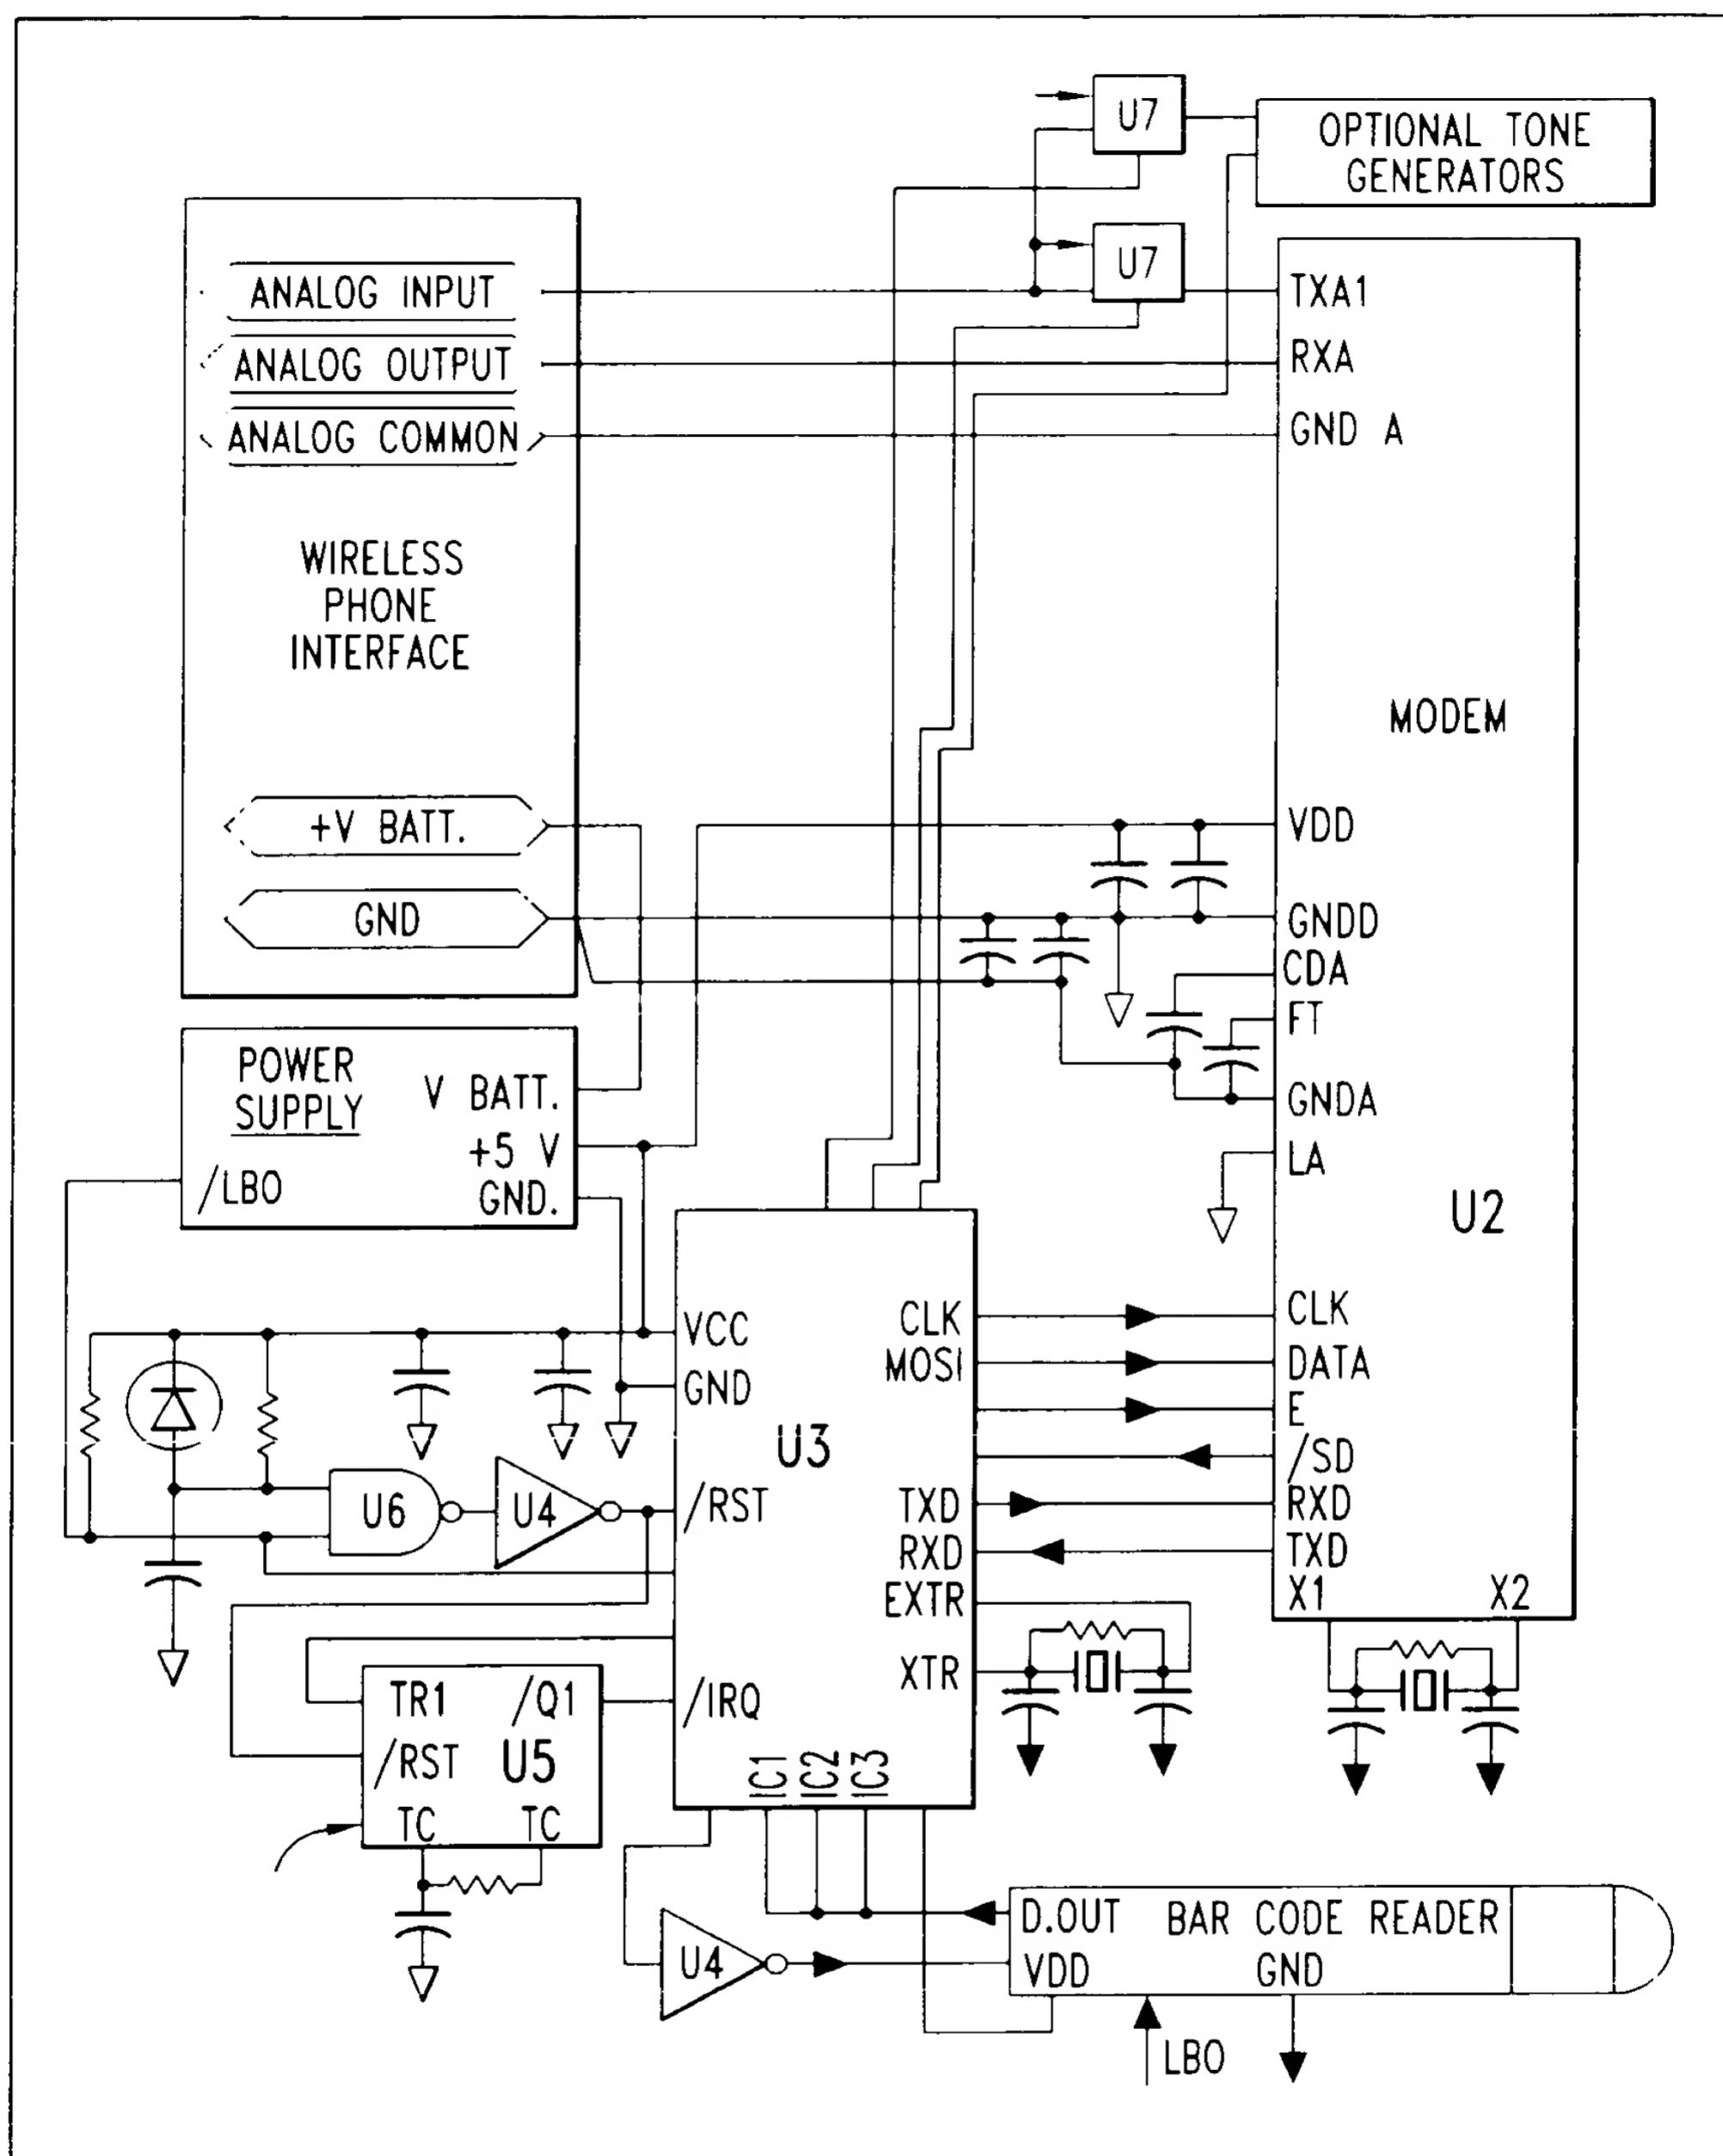 U7
OPTIONAL TONE
GENERATORS
U7
ANALOG INPUT
ANALOG OUTPUT
ANALOG COMMON
WIRELESS
PHONE
INTERFACE
+V BATT.
GND
TXA1
RXA
GND A
MODEM
VDD
GNDD
CDA
FT
GNDA
LA
U2
CLK
DATA
E
/SD
RXD
TXD
X1
X2
POWER
SUPPLY
V BATT.
+5 V
GND.
/LBO
VCC
GND
U3
/RST
/IRQ
CLK
MOSI
TXD
RXD
EXTR
XTR
IC1
IC2
IC3
U6
U4
TR1
/Q1
/RST
U5
TC
TC
U4
D.OUT
BAR CODE READER
VDD
GND
LBO